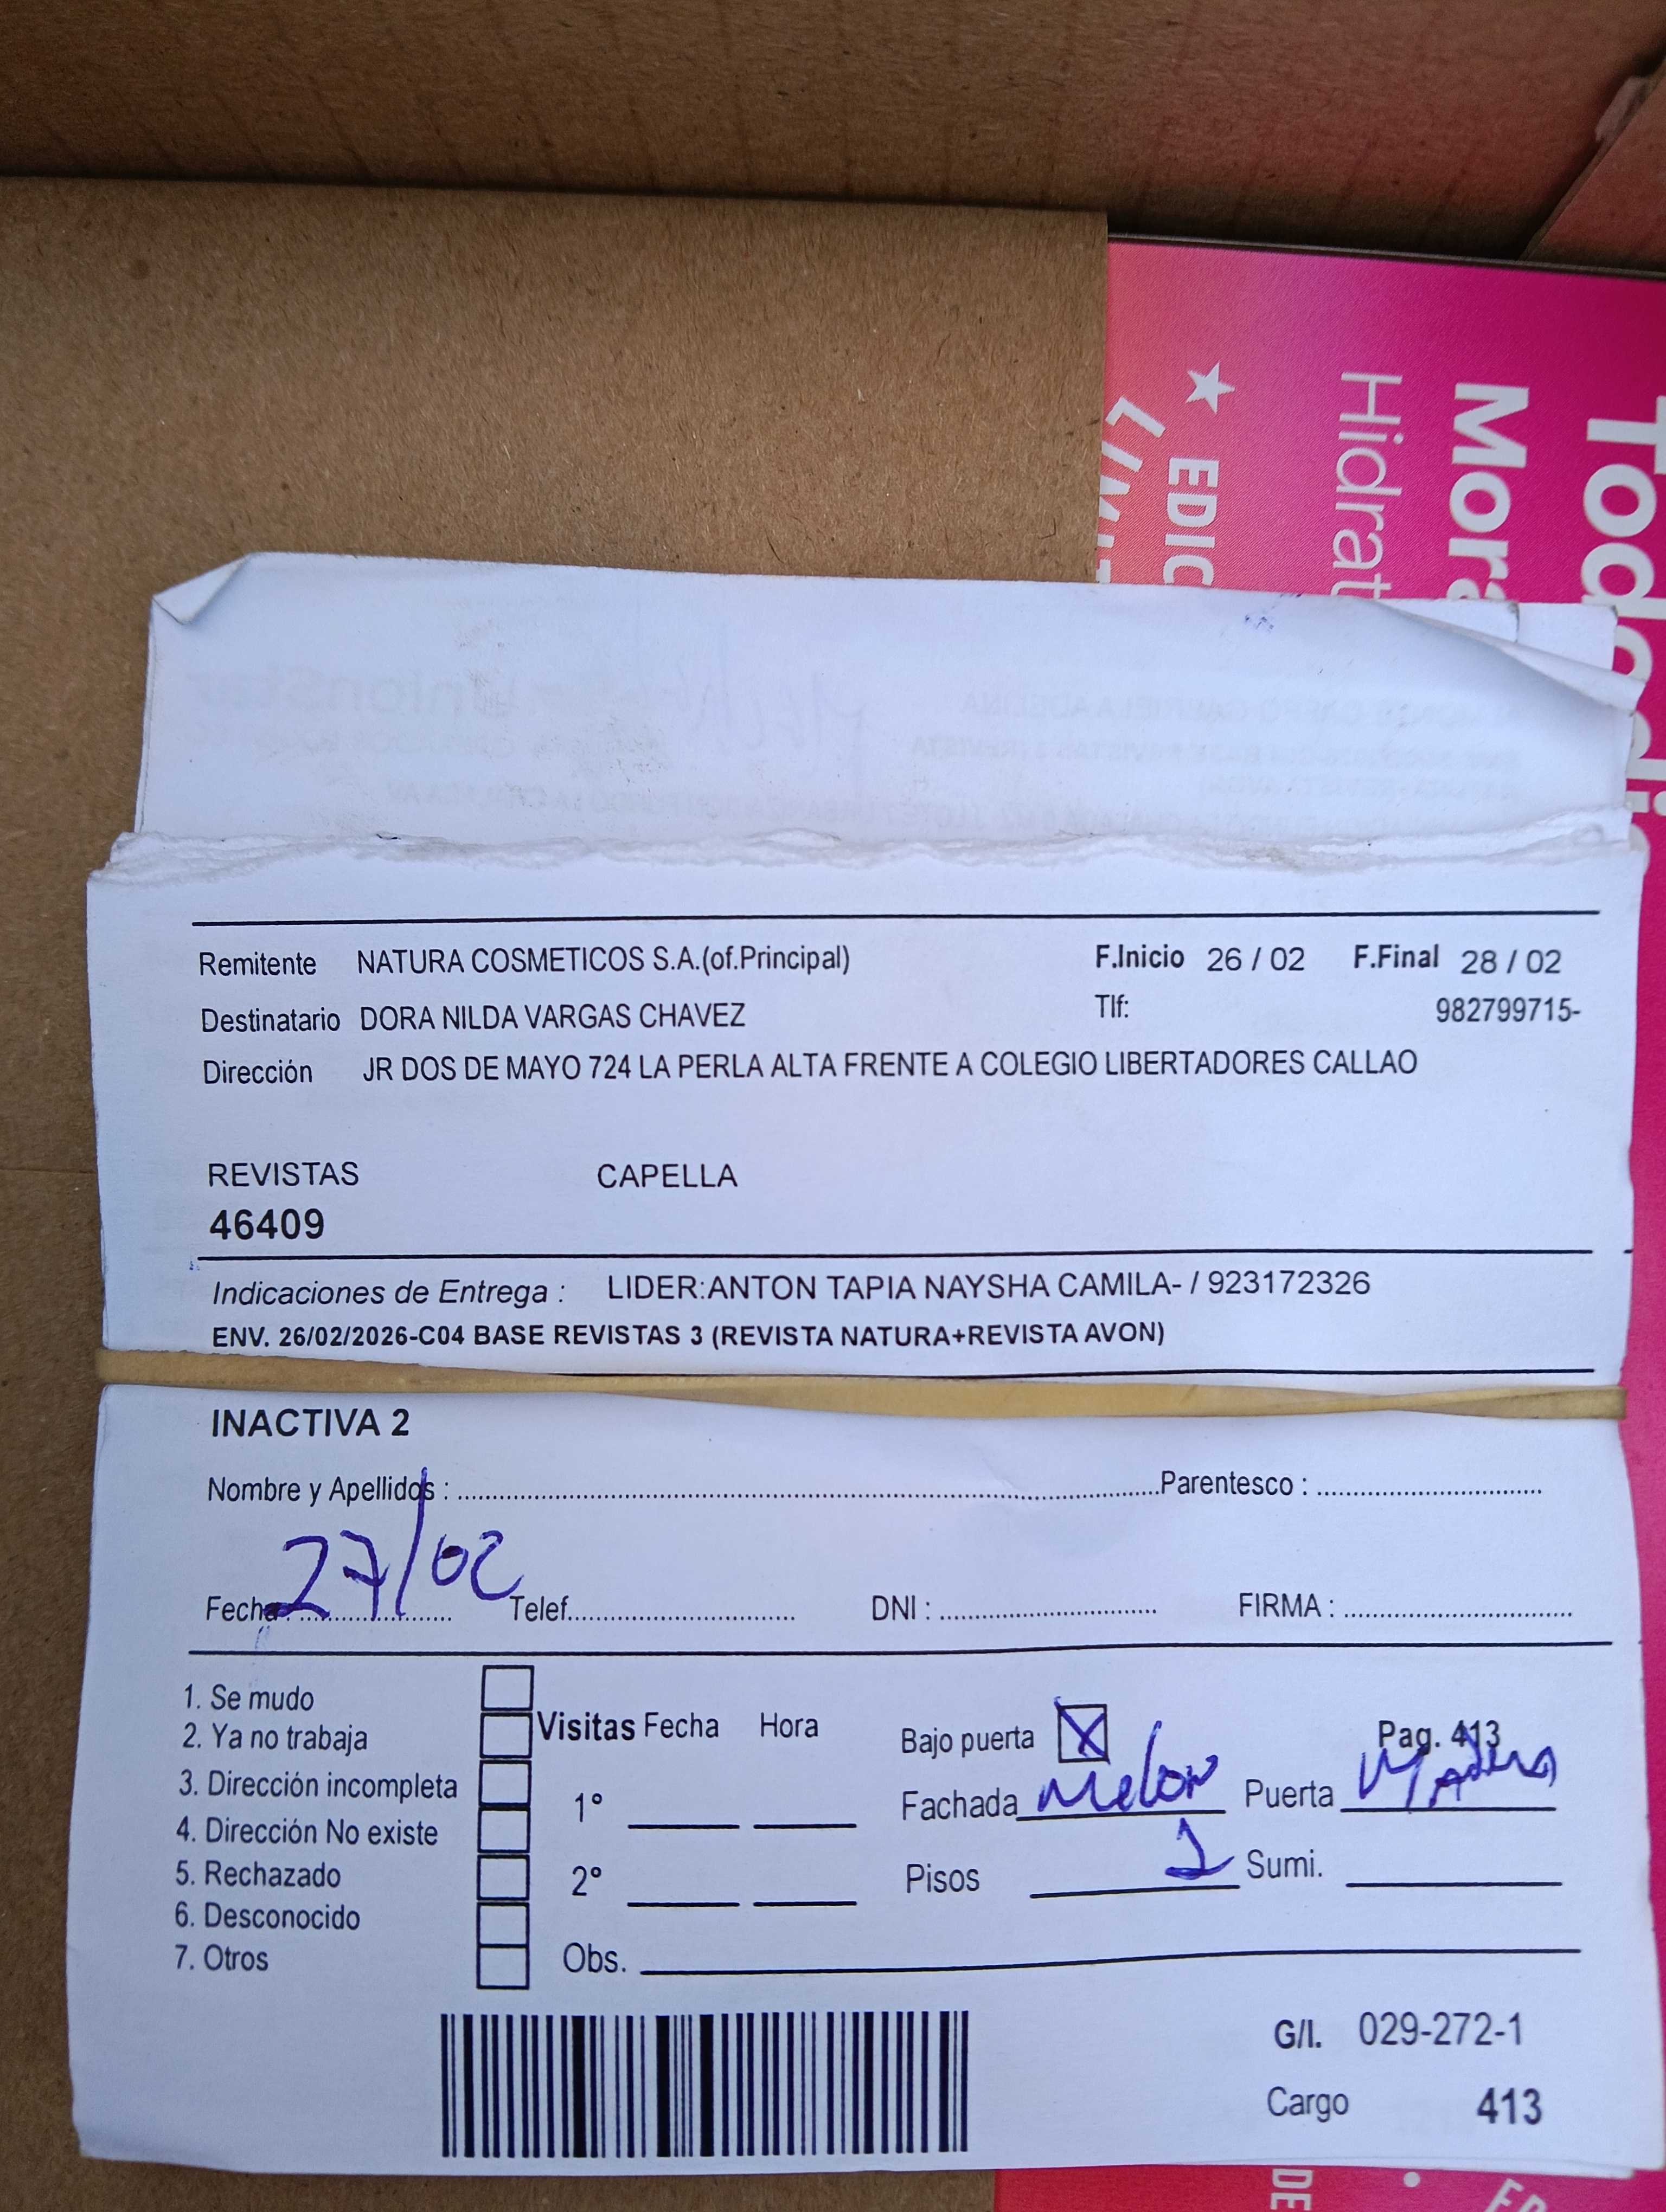 ★ EDIC
Hidrat
Mora
Todo
Remitente NATURA COSMETICOS S.A.(of.Principal) F.Inicio 26 / 02 F.Final 28 / 02
Destinatario DORA NILDA VARGAS CHAVEZ Tlf: 982799715-
Dirección JR DOS DE MAYO 724 LA PERLA ALTA FRENTE A COLEGIO LIBERTADORES CALLAO
REVISTAS CAPELLA
46409
Indicaciones de Entrega : LIDER:ANTON TAPIA NAYSHA CAMILA- / 923172326
ENV. 26/02/2026-C04 BASE REVISTAS 3 (REVISTA NATURA+REVISTA AVON)
INACTIVA 2
Nombre y Apellidos : Parentesco :
27/02
Fecha Telef. DNI : FIRMA :
1. Se mudo
2. Ya no trabaja
3. Dirección incompleta
4. Dirección No existe
5. Rechazado
6. Desconocido
7. Otros
Visitas Fecha Hora
1°
2°
Obs.
Bajo puerta X Pag. 413
Fachada Melon Puerta Madera
Pisos 1 Sumi.
G/I. 029-272-1
Cargo 413
DE